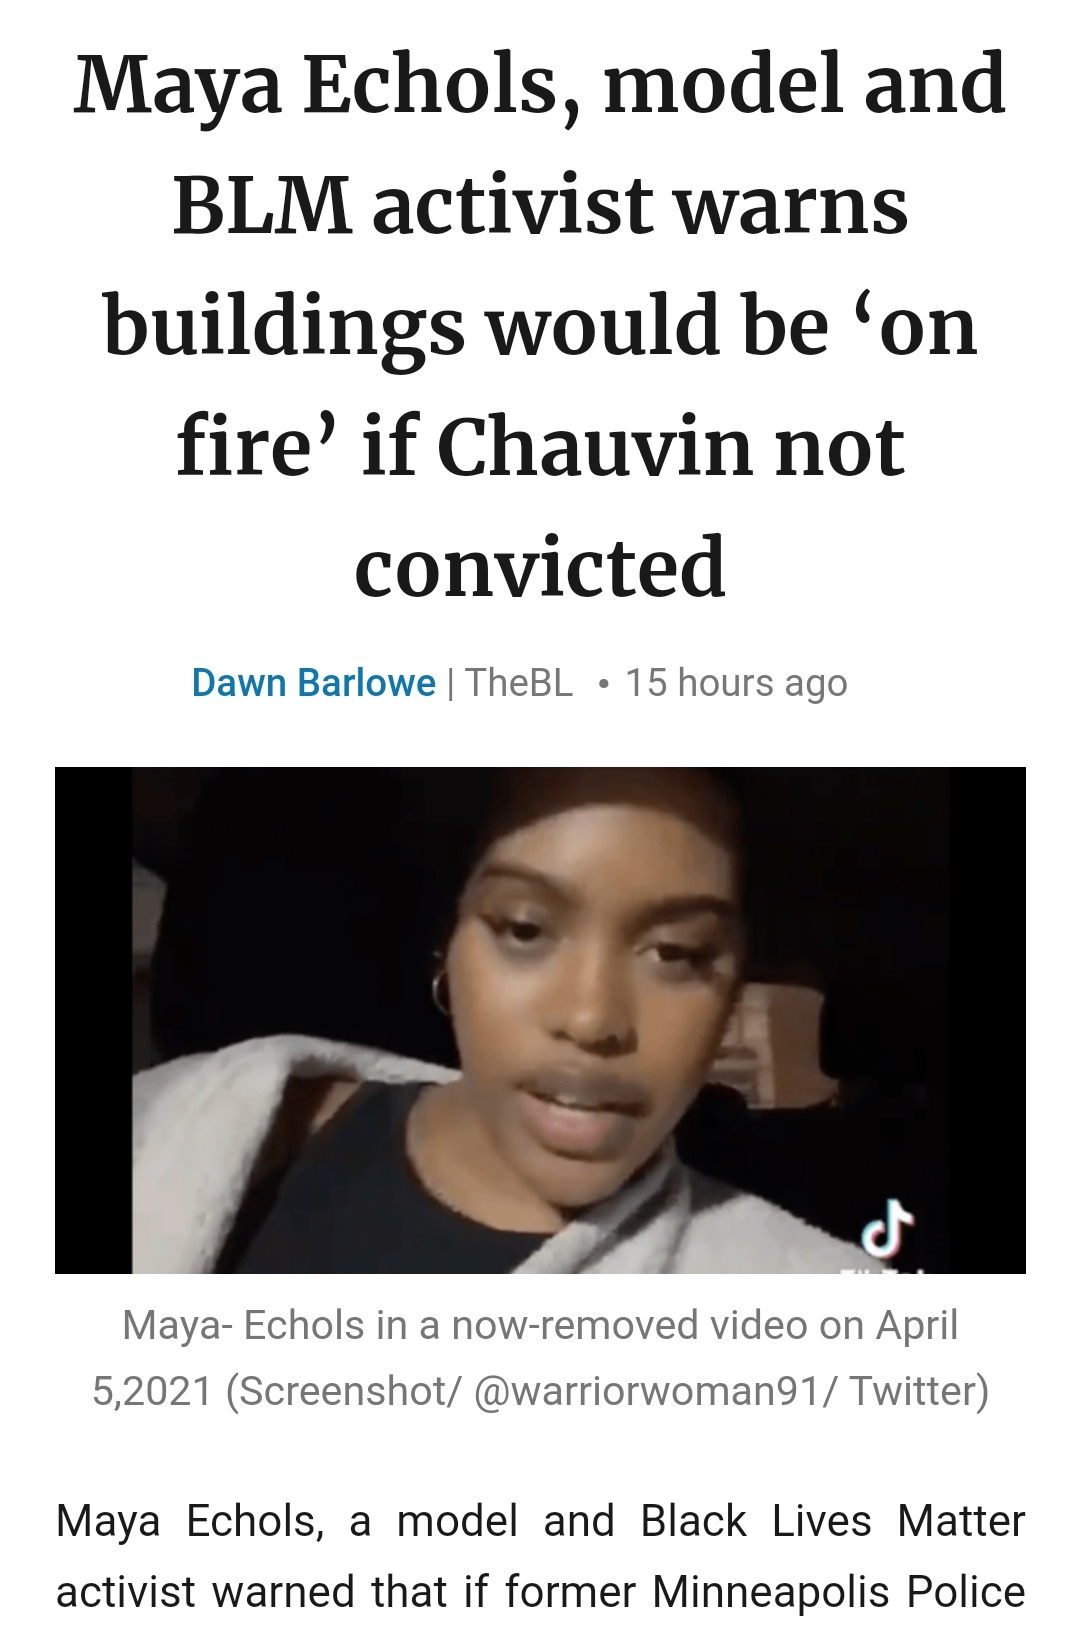 Maya Echols, model and
BLM activist warns
buildings would be ‘on
fire’ if Chauvin not
convicted
Dawn Barlowe | TheBL • 15 hours ago
Maya- Echols in a now-removed video on April
5,2021 (Screenshot/ @warriorwoman91/ Twitter)
Maya Echols, a model and Black Lives Matter
activist warned that if former Minneapolis Police